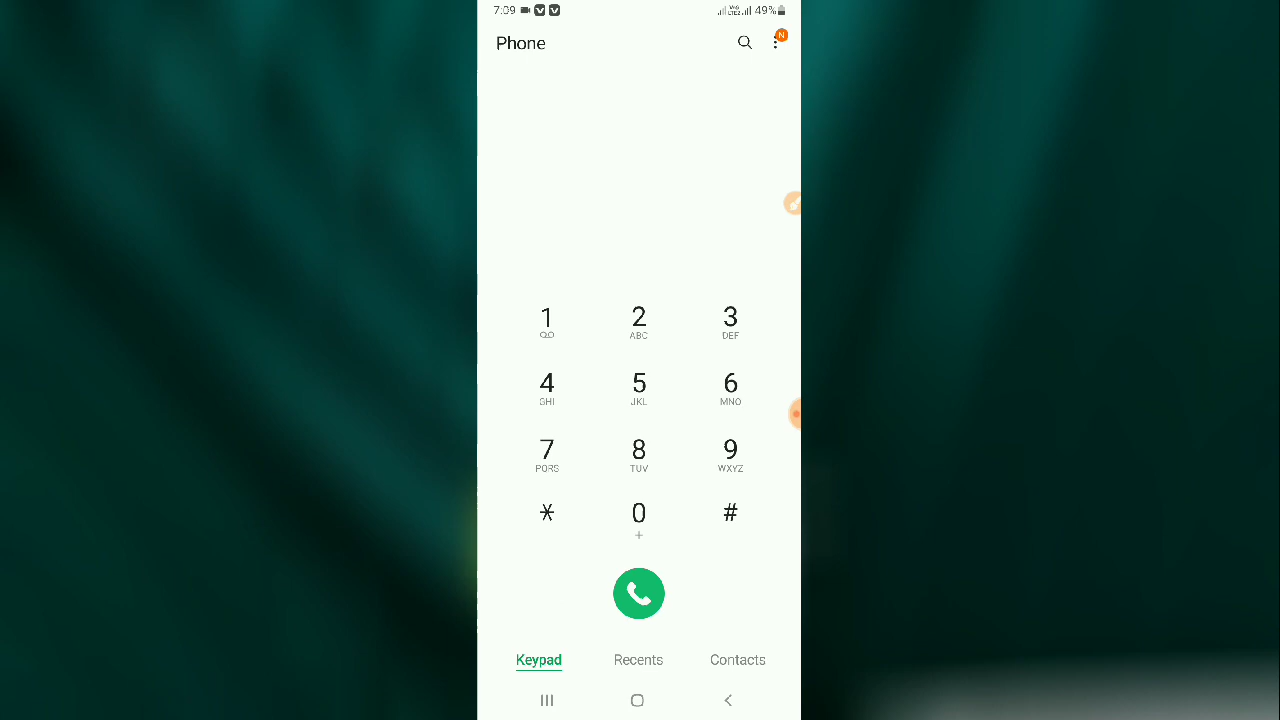 7:09 49%
Phone
N
1 2 3
ABC DEF
4 5 6
GHI JKL MNO
7 8 9
PQRS TUV WXYZ
* 0 #
+
Keypad Recents Contacts